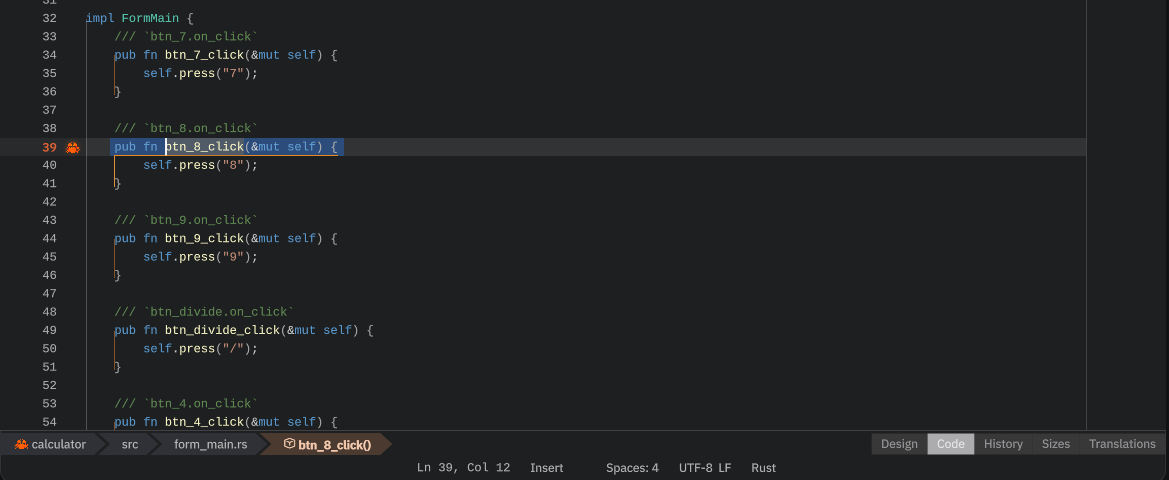 31
32 impl FormMain {
33 /// `btn_7.on_click`
34 pub fn btn_7_click(&mut self) {
35 self.press("7");
36 }
37
38 /// `btn_8.on_click`
39 pub fn btn_8_click(&mut self) {
40 self.press("8");
41 }
42
43 /// `btn_9.on_click`
44 pub fn btn_9_click(&mut self) {
45 self.press("9");
46 }
47
48 /// `btn_divide.on_click`
49 pub fn btn_divide_click(&mut self) {
50 self.press("/");
51 }
52
53 /// `btn_4.on_click`
54 pub fn btn_4_click(&mut self) {
calculator src form_main.rs btn_8_click() Design Code History Sizes Translations
Ln 39, Col 12 Insert Spaces: 4 UTF-8 LF Rust